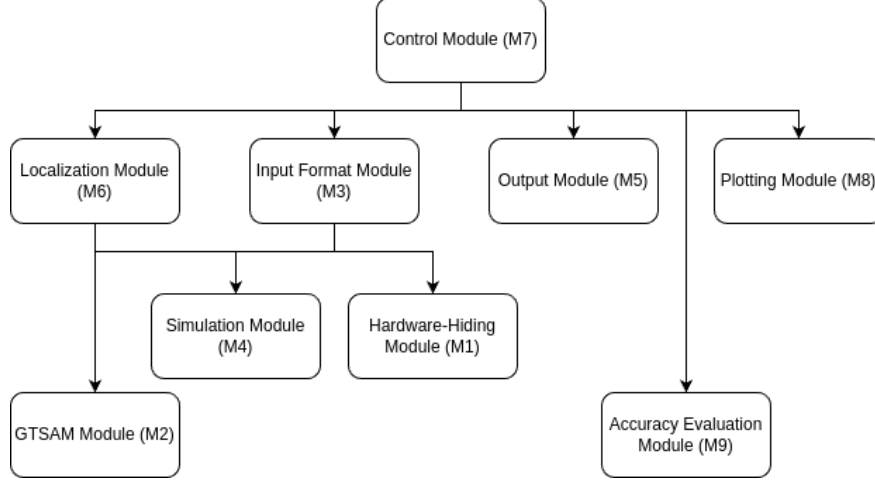 Control Module (M7)
Localization Module
(M6)
Input Format Module
(M3)
Output Module (M5)
Plotting Module (M8)
Simulation Module
(M4)
Hardware-Hiding
Module (M1)
GTSAM Module (M2)
Accuracy Evaluation
Module (M9)